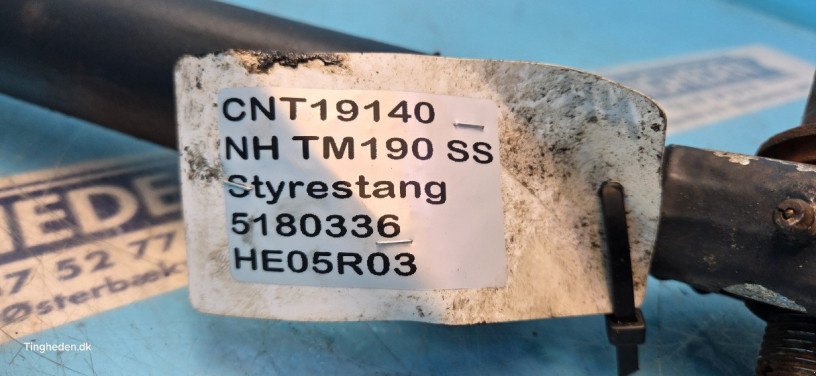 CNT19140
NH TM190 SS
Styrestang
5180336
HE05R03
HEDE
7 52 77
Østerbæk
Tingheden.dk